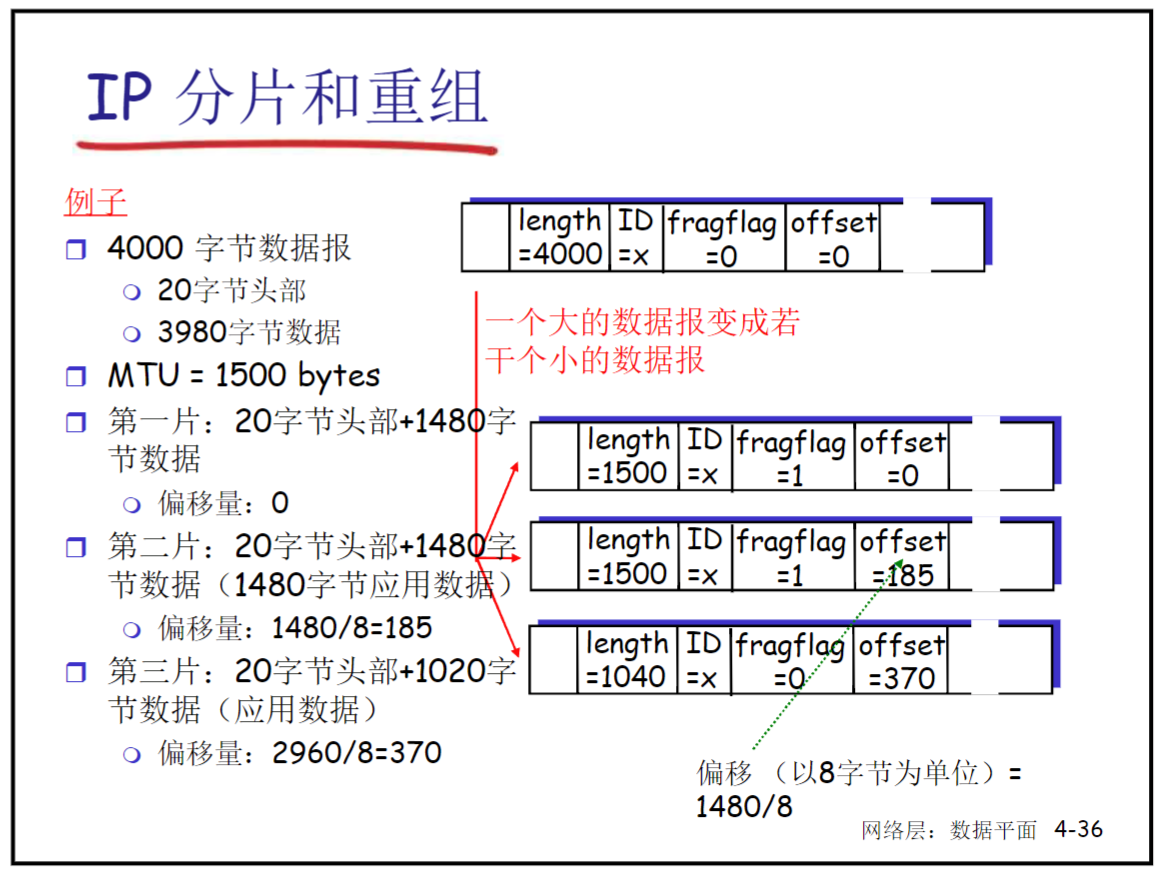 IP 分片和重组
例子
4000 字节数据报
20字节头部
3980字节数据
MTU = 1500 bytes
第一片：20字节头部+1480字
节数据
偏移量：0
第二片：20字节头部+1480字
节数据（1480字节应用数据）
偏移量：1480/8=185
第三片：20字节头部+1020字
节数据（应用数据）
偏移量：2960/8=370
length ID fragflag offset
=4000 =x =0 =0
一个大的数据报变成若
干个小的数据报
length ID fragflag offset
=1500 =x =1 =0
length ID fragflag offset
=1500 =x =1 =185
length ID fragflag offset
=1040 =x =0 =370
偏移 （以8字节为单位）=
1480/8
网络层：数据平面 4-36